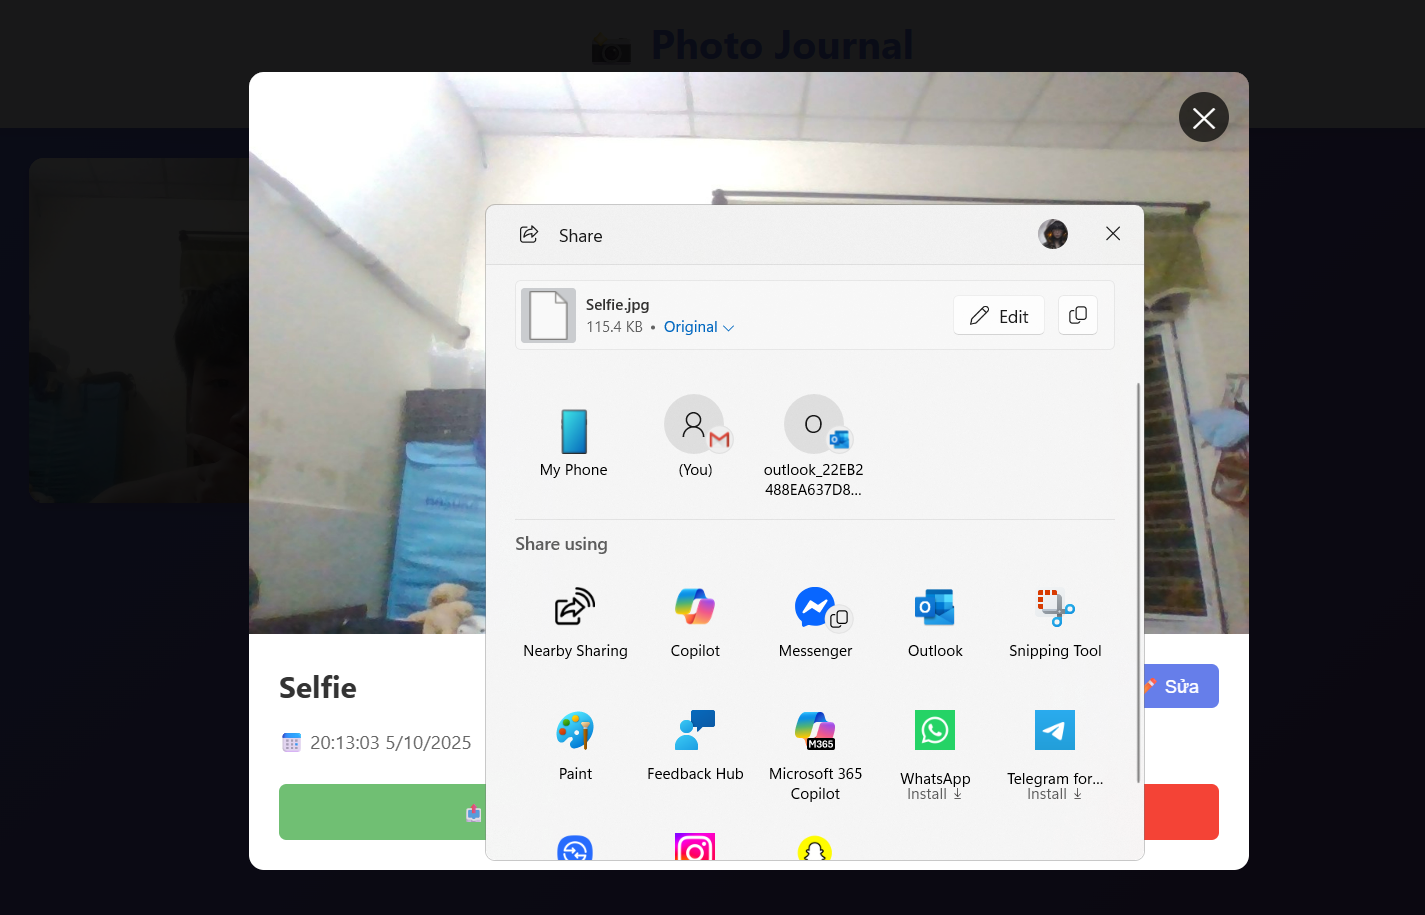 Photo Journal
Share
Selfie.jpg
115.4 KB • Original
Edit
My Phone
(You)
O
outlook_22EB2
488EA637D8...
Share using
Nearby Sharing
Copilot
Messenger
Outlook
Snipping Tool
Selfie
Sửa
20:13:03 5/10/2025
M365
Paint
Feedback Hub
Microsoft 365
Copilot
WhatsApp
Install
Telegram for...
Install